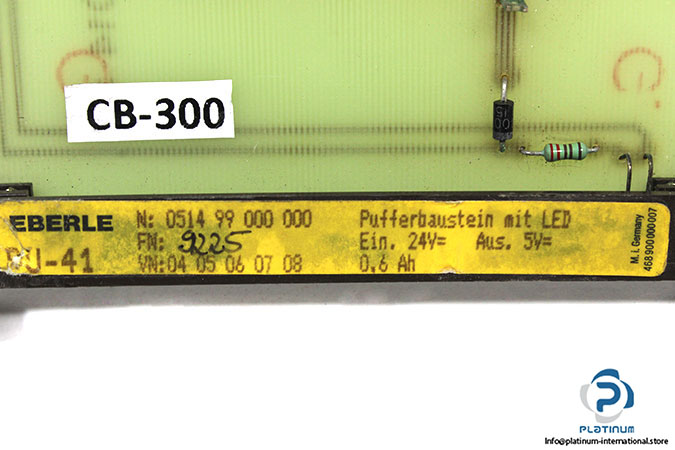 CB-300
EBERLE
N: 0514 99 000 000
Pufferbaustein mit LED
FN: 9225
Ein. 24V= Aus. 5V=
-41
VN:04 05 06 07 08
0,6 Ah
M. i. Germany
468 900 000 007
PLATINUM
Info@platinum-international.store